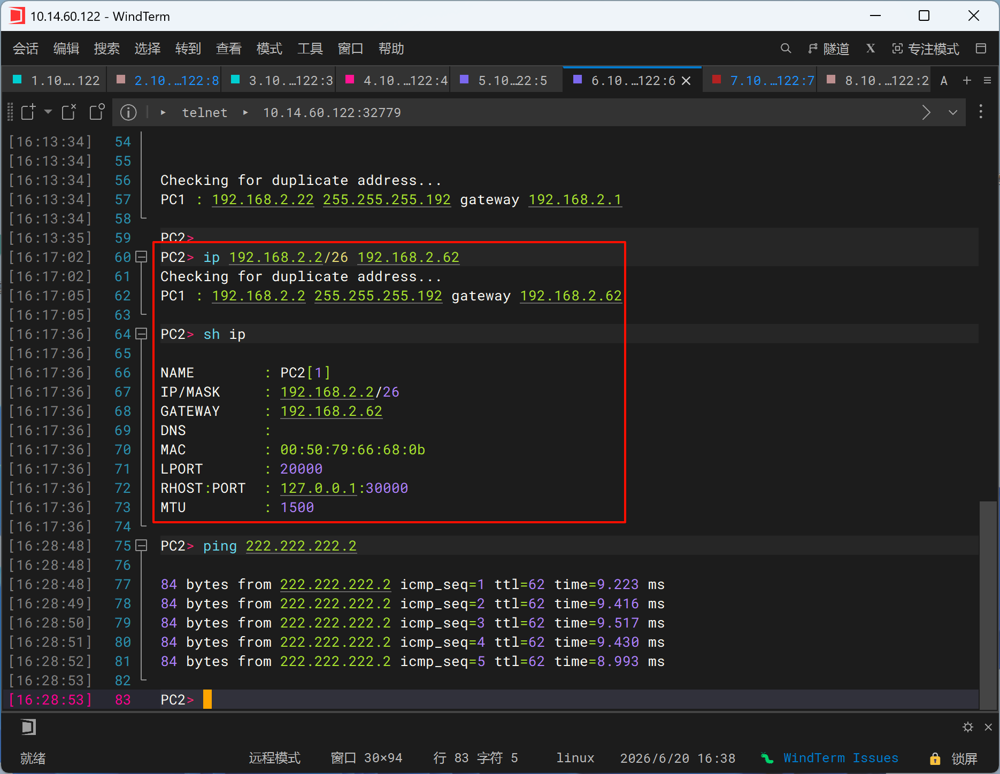 10.14.60.122 - WindTerm
会话 编辑 搜索 选择 转到 查看 模式 工具 窗口 帮助 隧道 X 专注模式
1.10….122 2.10.…122:8 3.10.…122:3 4.10.…122:4 5.10…22:5 6.10.…122:6 7.10.…122:7 8.10.…122:2 A
telnet 10.14.60.122:32779
[16:13:34] 54
[16:13:34] 55
[16:13:34] 56 Checking for duplicate address...
[16:13:34] 57 PC1 : 192.168.2.22 255.255.255.192 gateway 192.168.2.1
[16:13:34] 58
[16:13:35] 59 PC2>
[16:17:02] 60 PC2> ip 192.168.2.2/26 192.168.2.62
[16:17:02] 61 Checking for duplicate address...
[16:17:05] 62 PC1 : 192.168.2.2 255.255.255.192 gateway 192.168.2.62
[16:17:05] 63
[16:17:36] 64 PC2> sh ip
[16:17:36] 65
[16:17:36] 66 NAME : PC2[1]
[16:17:36] 67 IP/MASK : 192.168.2.2/26
[16:17:36] 68 GATEWAY : 192.168.2.62
[16:17:36] 69 DNS :
[16:17:36] 70 MAC : 00:50:79:66:68:0b
[16:17:36] 71 LPORT : 20000
[16:17:36] 72 RHOST:PORT : 127.0.0.1:30000
[16:17:36] 73 MTU : 1500
[16:17:36] 74
[16:28:48] 75 PC2> ping 222.222.222.2
[16:28:48] 76
[16:28:48] 77 84 bytes from 222.222.222.2 icmp_seq=1 ttl=62 time=9.223 ms
[16:28:49] 78 84 bytes from 222.222.222.2 icmp_seq=2 ttl=62 time=9.416 ms
[16:28:50] 79 84 bytes from 222.222.222.2 icmp_seq=3 ttl=62 time=9.517 ms
[16:28:51] 80 84 bytes from 222.222.222.2 icmp_seq=4 ttl=62 time=9.430 ms
[16:28:52] 81 84 bytes from 222.222.222.2 icmp_seq=5 ttl=62 time=8.993 ms
[16:28:53] 82
[16:28:53] 83 PC2>
就绪 远程模式 窗口 30×94 行 83 字符 5 linux 2026/6/20 16:38 WindTerm Issues 锁屏